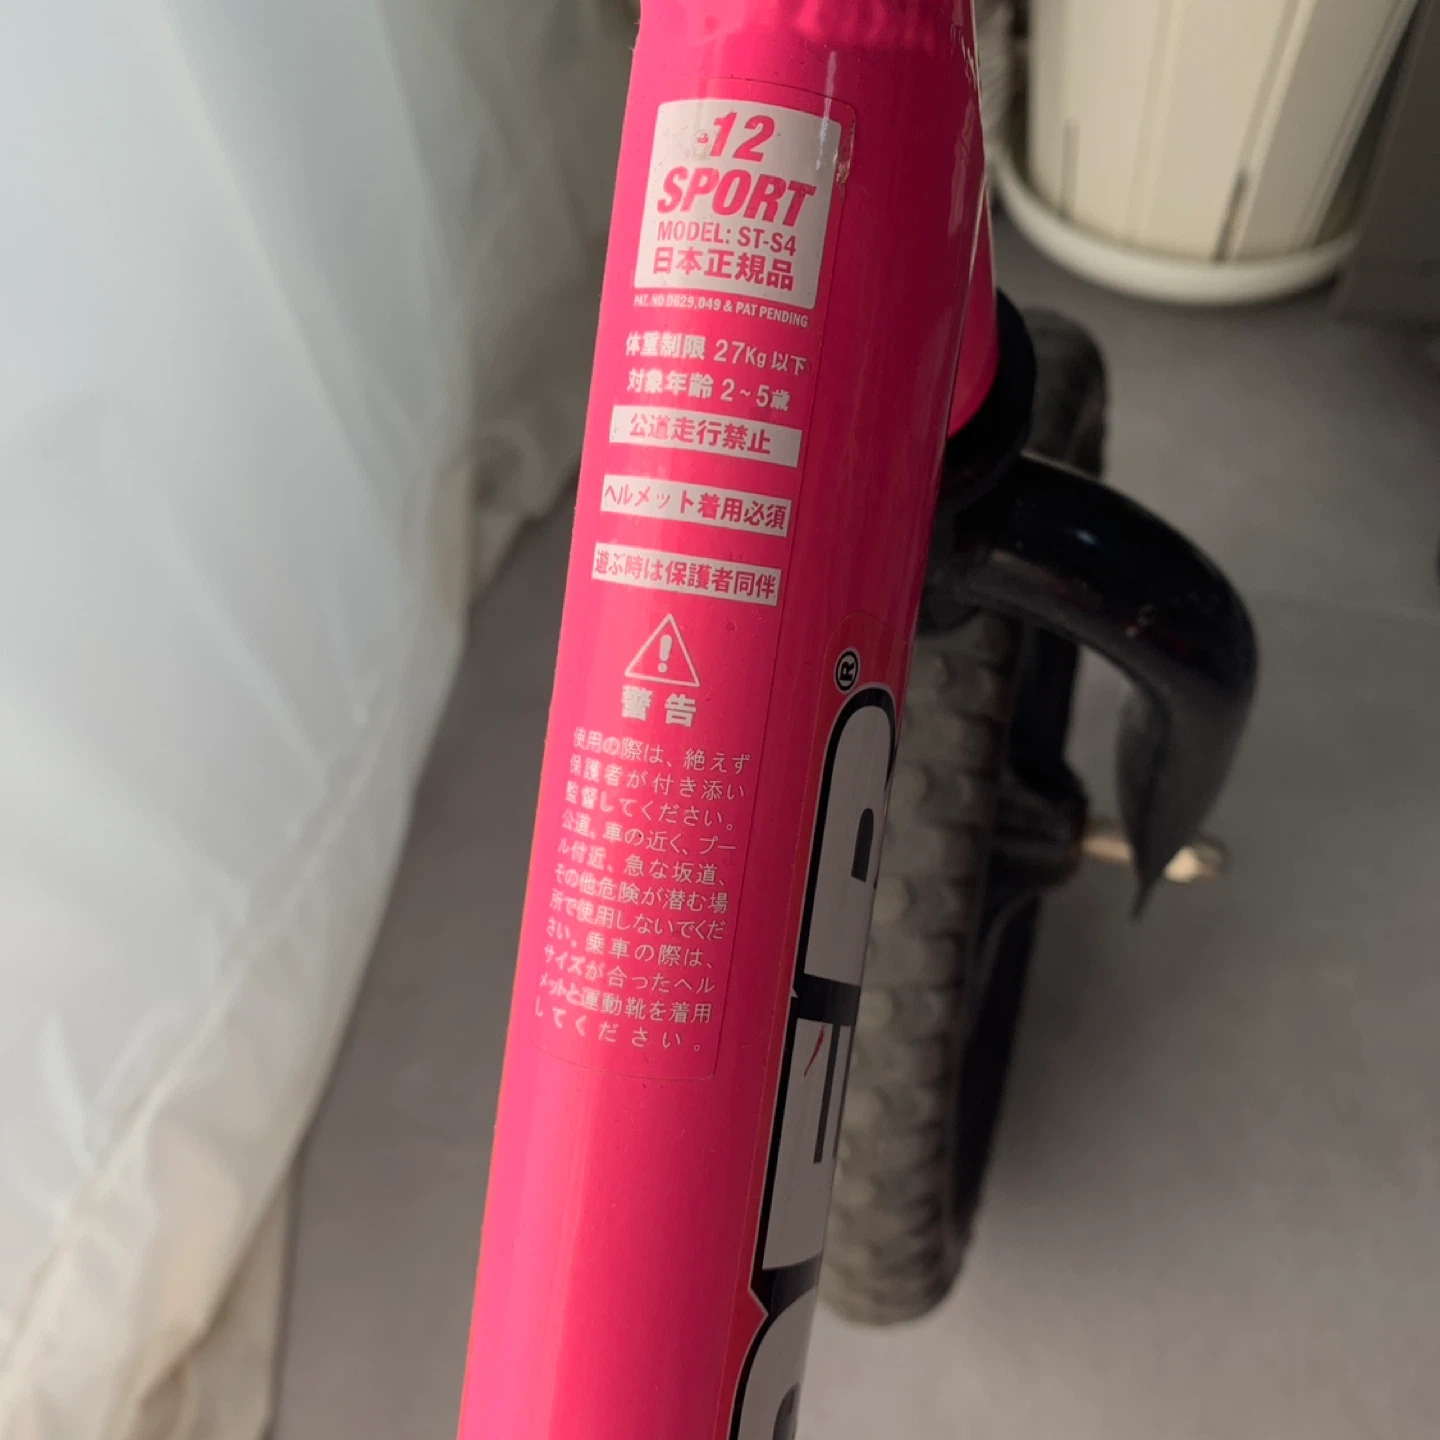 -12
SPORT
MODEL: ST-S4
日本正規品
PAT. NO D629,049 & PAT PENDING
体重制限 27Kg 以下
対象年齢 2~5歳
公道走行禁止
ヘルメット着用必須
遊ぶ時は保護者同伴
警告
使用の際は、絶えず
保護者が付き添い
監督してください。
公道、車の近く、プー
ル付近、急な坂道、
その他危険が潜む場
所で使用しないでくだ
さい。乗車の際は、
サイズが合ったヘル
メットと運動靴を着用
してください。
®